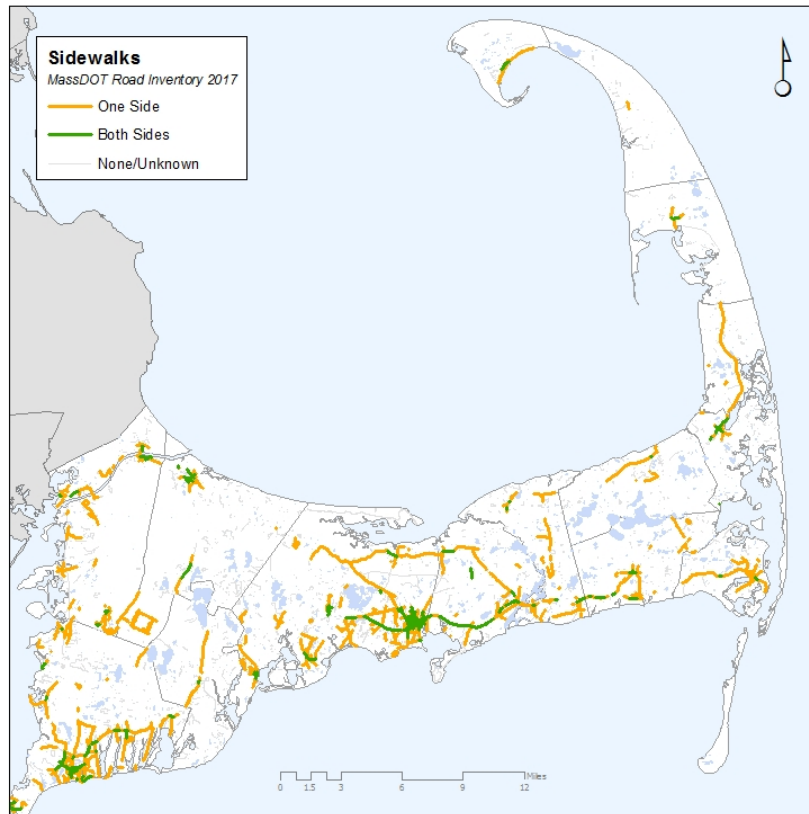 Sidewalks
MassDOT Road Inventory 2017
One Side
Both Sides
None/Unknown
0 1.5 3 6 9 12 Miles